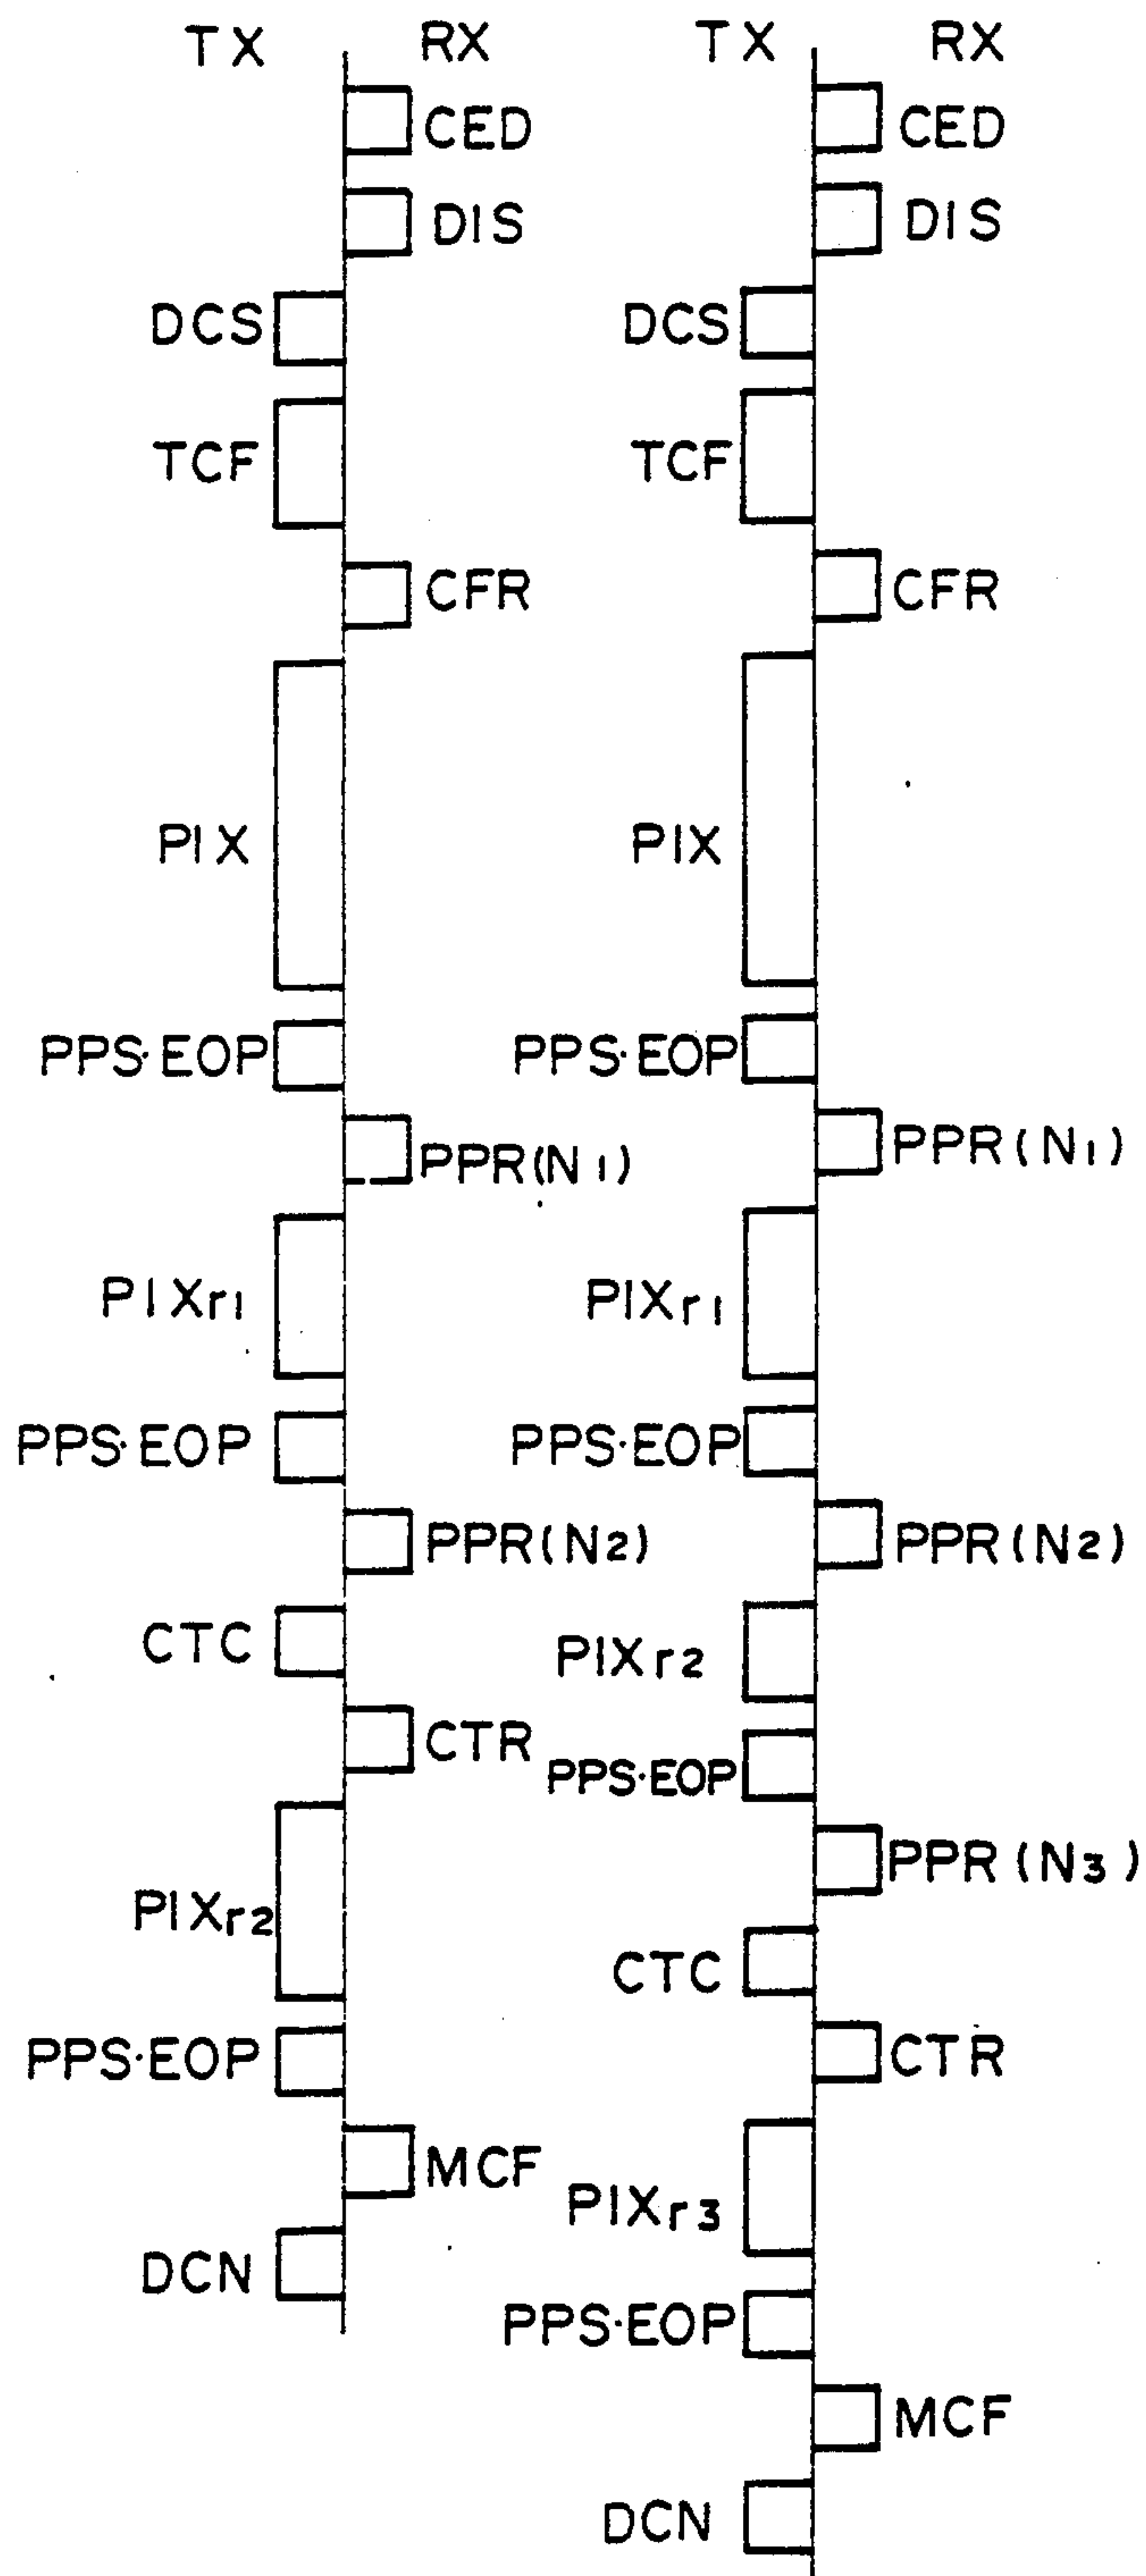 TX RX
CED
DIS
DCS
TCF
CFR
PIX
PPS·EOP
PPR(N1)
PIXr1
PPS·EOP
PPR(N2)
CTC
CTR
PIXr2
PPS·EOP
MCF
DCN
TX RX
CED
DIS
DCS
TCF
CFR
PIX
PPS·EOP
PPR(N1)
PIXr1
PPS·EOP
PPR(N2)
PIXr2
PPS·EOP
PPR(N3)
CTC
CTR
PIXr3
PPS·EOP
MCF
DCN